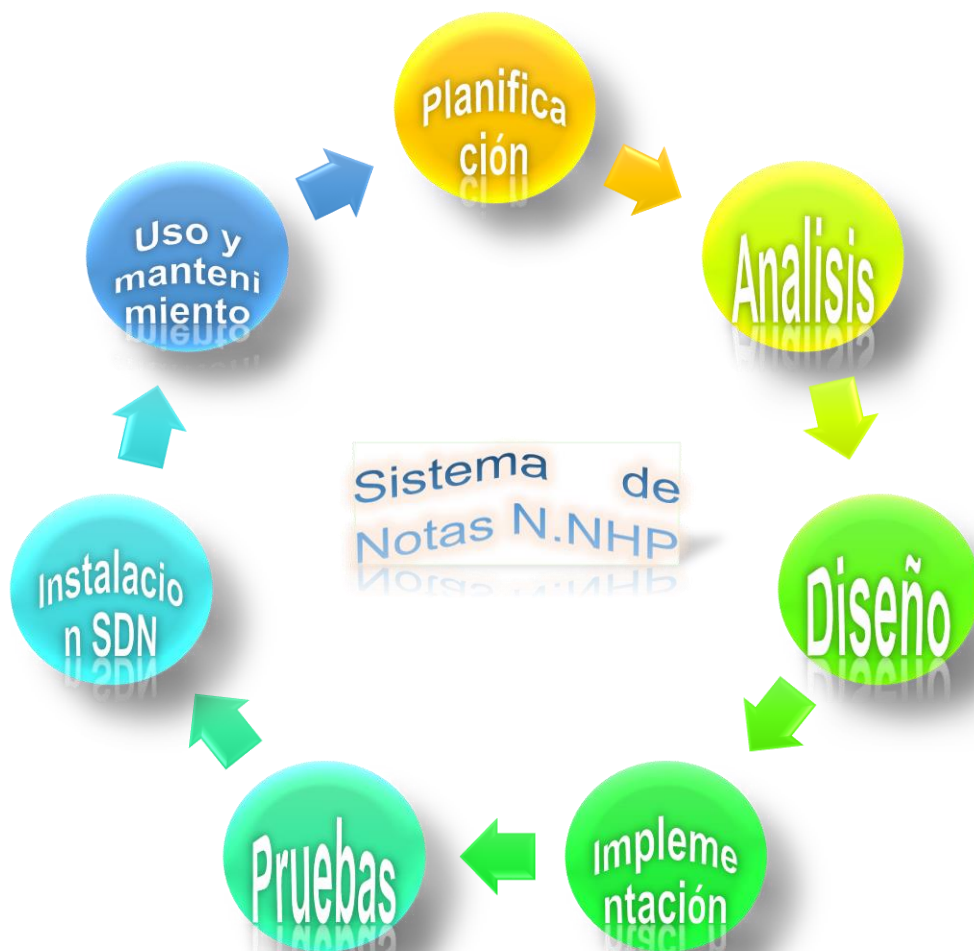 Planifica
ción
Analisis
Diseño
Impleme
ntación
Pruebas
Instalacio
n SDN
Uso y
manteni
miento
Sistema de
Notas N.NHP